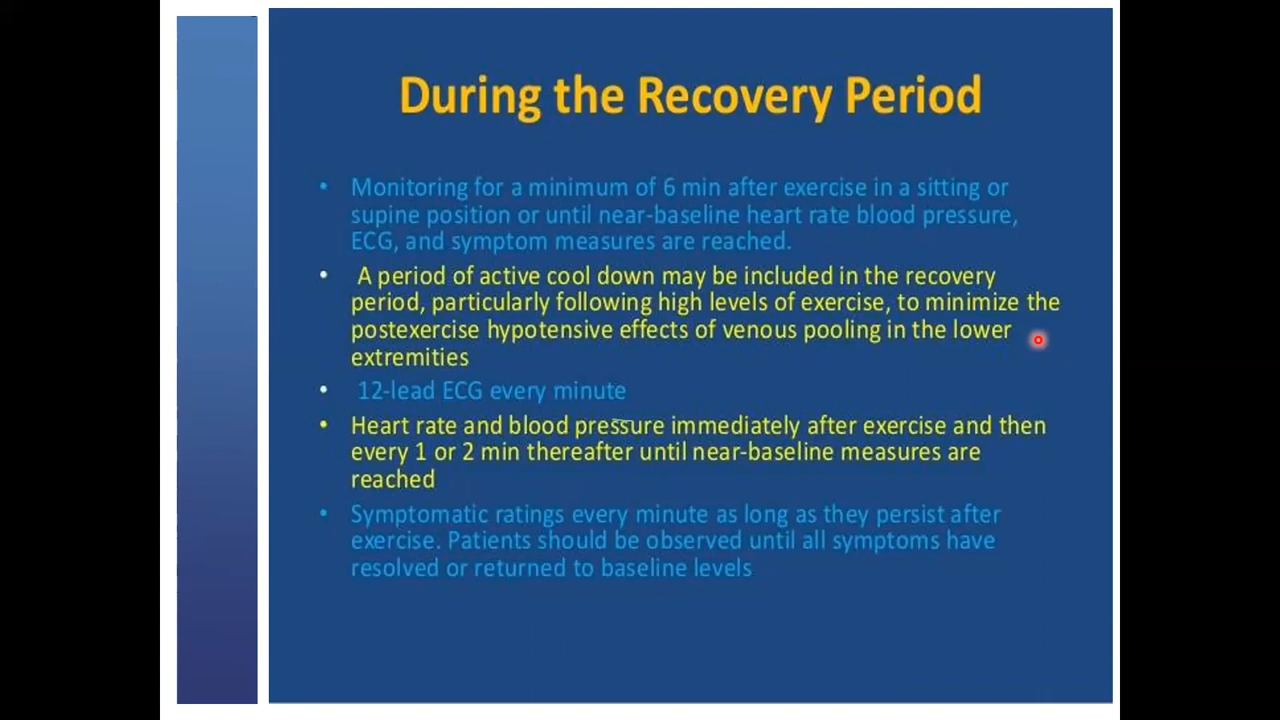 During the Recovery Period
• Monitoring for a minimum of 6 min after exercise in a sitting or
supine position or until near-baseline heart rate blood pressure,
ECG, and symptom measures are reached.
• A period of active cool down may be included in the recovery
period, particularly following high levels of exercise, to minimize the
postexercise hypotensive effects of venous pooling in the lower
extremities
• 12-lead ECG every minute
• Heart rate and blood pressure immediately after exercise and then
every 1 or 2 min thereafter until near-baseline measures are
reached
• Symptomatic ratings every minute as long as they persist after
exercise. Patients should be observed until all symptoms have
resolved or returned to baseline levels